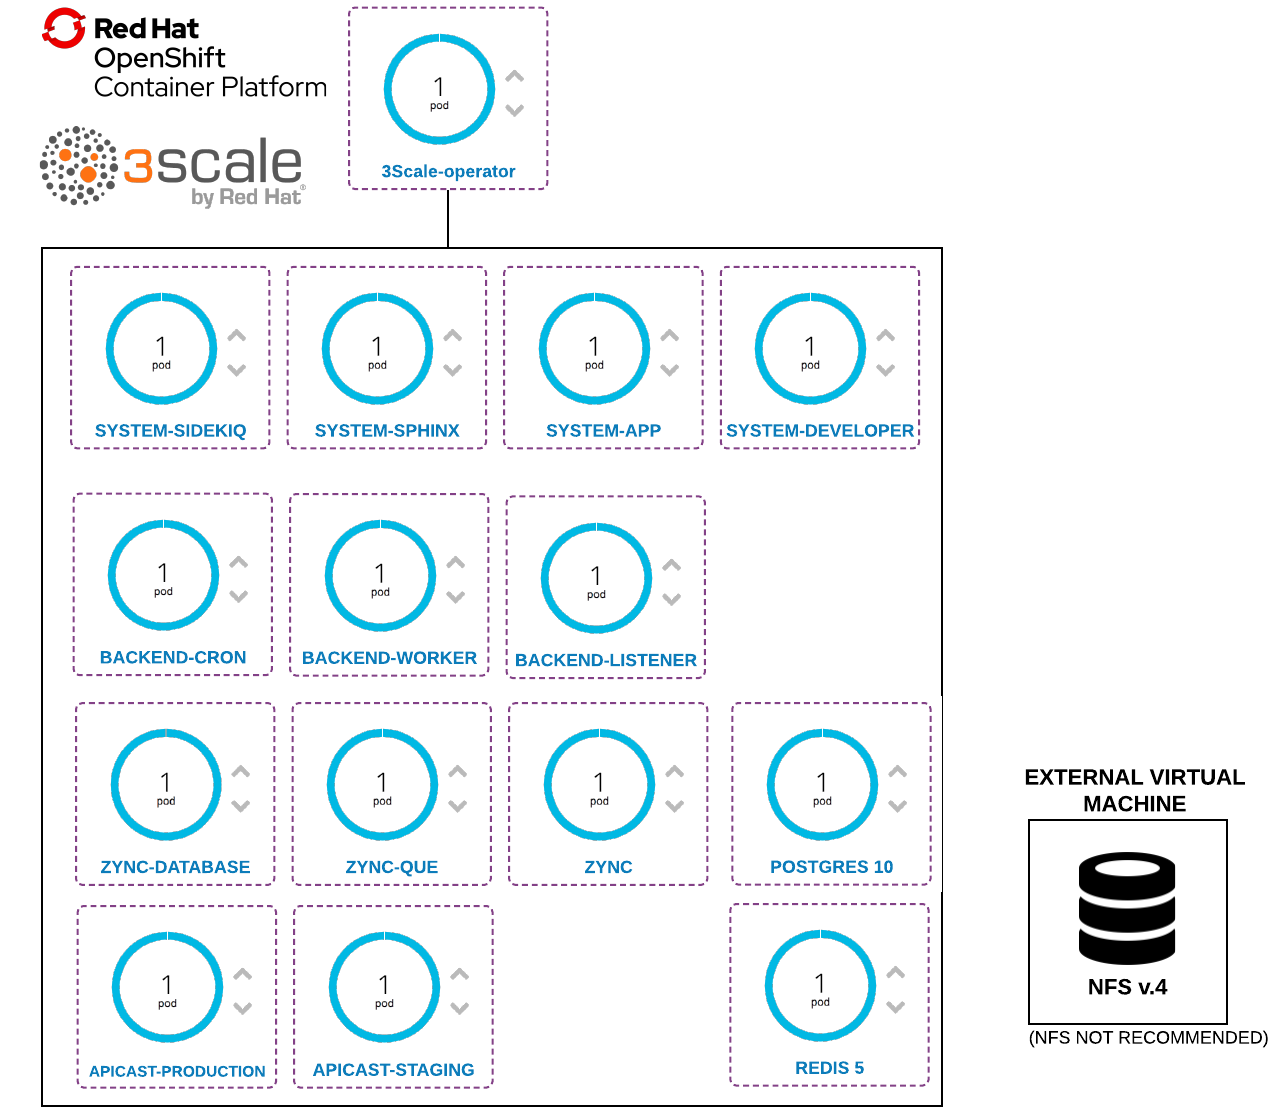 Red Hat
OpenShift
Container Platform
3scale
by Red Hat®
1
pod
3Scale-operator
1
pod
SYSTEM-SIDEKIQ
1
pod
SYSTEM-SPHINX
1
pod
SYSTEM-APP
1
pod
SYSTEM-DEVELOPER
1
pod
BACKEND-CRON
1
pod
BACKEND-WORKER
1
pod
BACKEND-LISTENER
1
pod
ZYNC-DATABASE
1
pod
ZYNC-QUE
1
pod
ZYNC
1
pod
POSTGRES 10
1
pod
APICAST-PRODUCTION
1
pod
APICAST-STAGING
1
pod
REDIS 5
EXTERNAL VIRTUAL
MACHINE
NFS v.4
(NFS NOT RECOMMENDED)